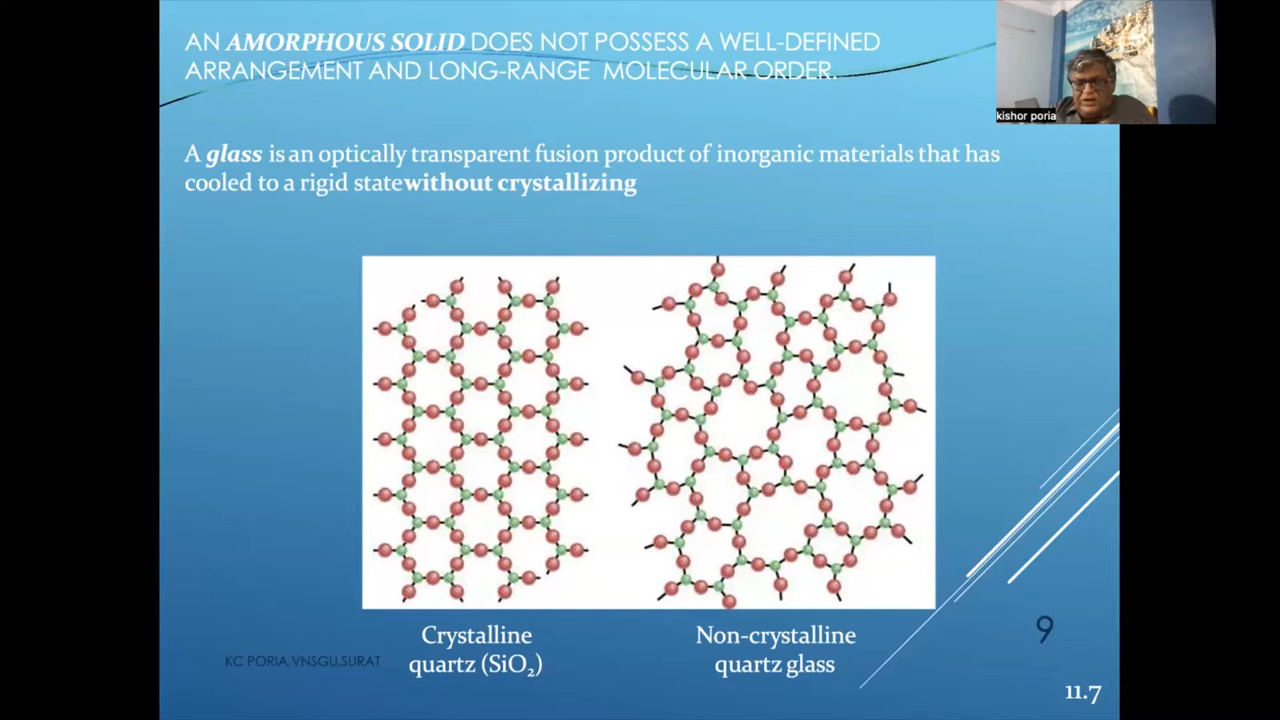 AN AMORPHOUS SOLID DOES NOT POSSESS A WELL-DEFINED
ARRANGEMENT AND LONG-RANGE MOLECULAR ORDER.
kishor poria
A glass is an optically transparent fusion product of inorganic materials that has
cooled to a rigid statewithout crystallizing
Crystalline
quartz (SiO₂)
Non-crystalline
quartz glass
9
KC PORIA,VNSGU,SURAT
11.7